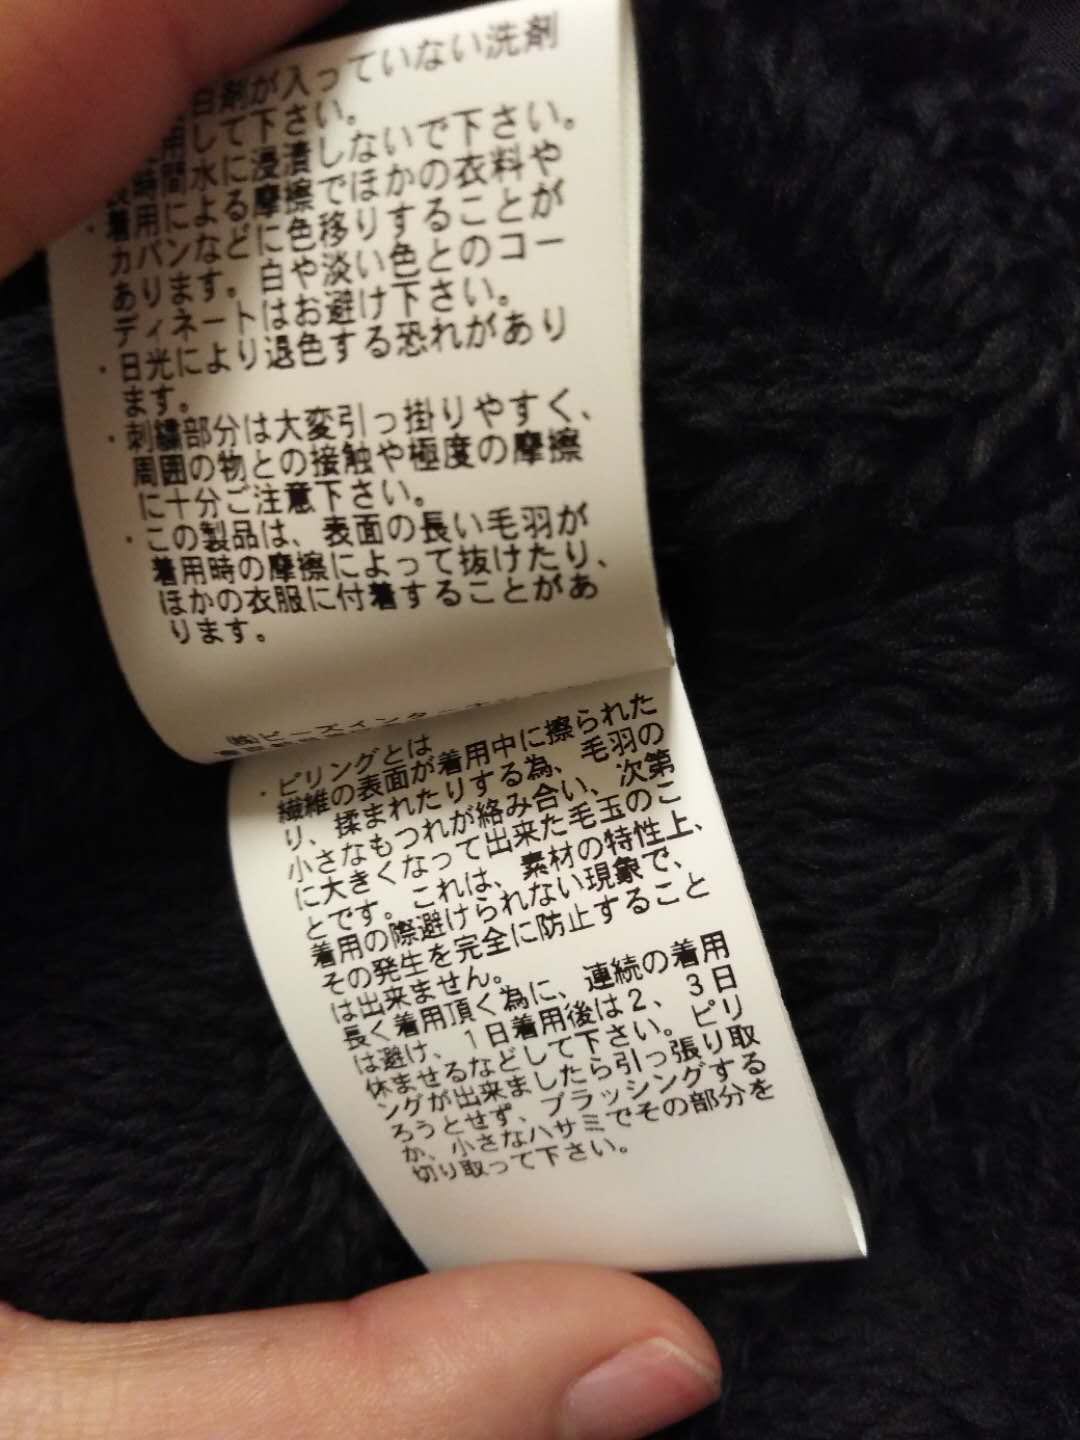 白剤が入っていない洗剤
用して下さい。
時間水に浸漬しないで下さい。
・着用による摩擦でほかの衣料や
カバンなどに色移りすることが
あります。白や淡い色とのコー
ディネートはお避け下さい。
・日光により退色する恐れがあり
ます。
・刺繍部分は大変引っ掛りやすく、
周囲の物との接触や極度の摩擦
に十分ご注意下さい。
・この製品は、表面の長い毛羽が
着用時の摩擦によって抜けたり、
ほかの衣服に付着することがあ
ります。
㈱ビーズインターナショ
・ピリングとは
繊維の表面が着用中に擦られた
り、揉まれたりする為、毛羽の
小さなもつれが絡み合い、次第
に大きくなって出来た毛玉のこ
とです。これは、素材の特性上、
着用の際避けられない現象で、
その発生を完全に防止すること
は出来ません。
長く着用頂く為に、連続の着用
は避け、1日着用後は2、3日
休ませるなどして下さい。ピリ
ングが出来ましたら引っ張り取
ろうとせず、ブラッシングする
か、小さなハサミでその部分を
切り取って下さい。